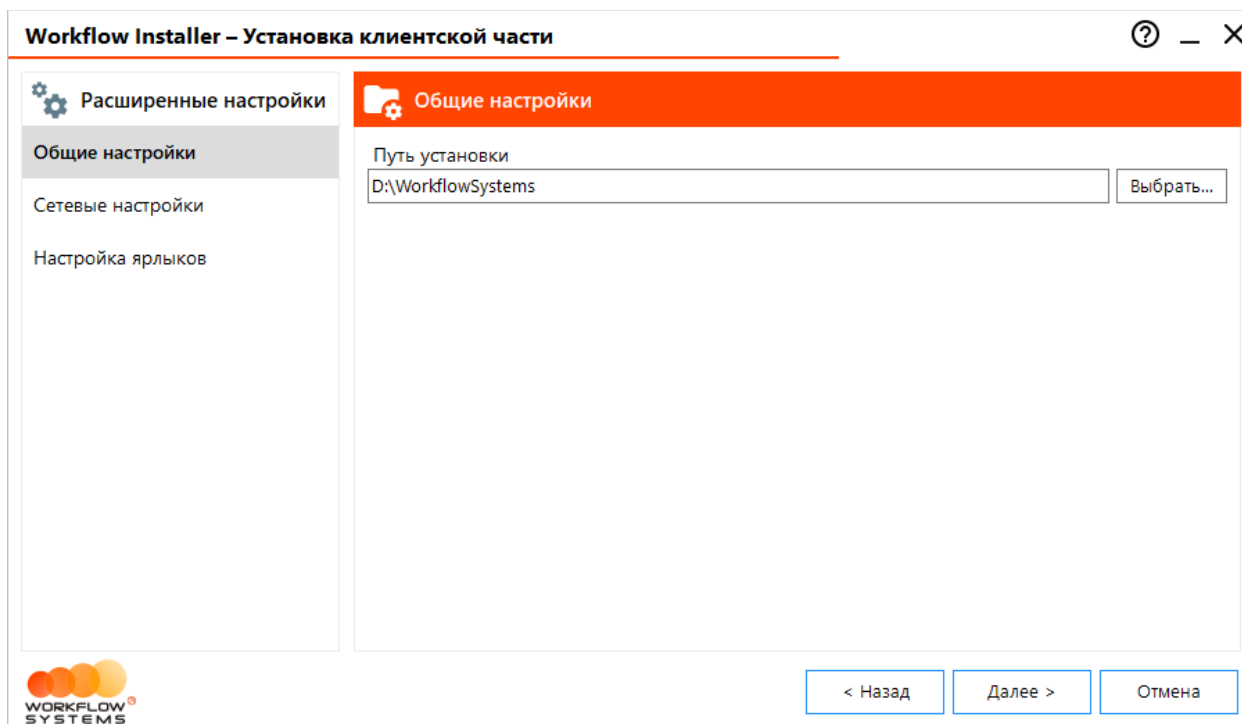 Workflow Installer – Установка клиентской части
Расширенные настройки
Общие настройки
Сетевые настройки
Настройка ярлыков
Общие настройки
Путь установки
D:\WorkflowSystems
Выбрать...
WORKFLOW®
SYSTEMS
< Назад
Далее >
Отмена